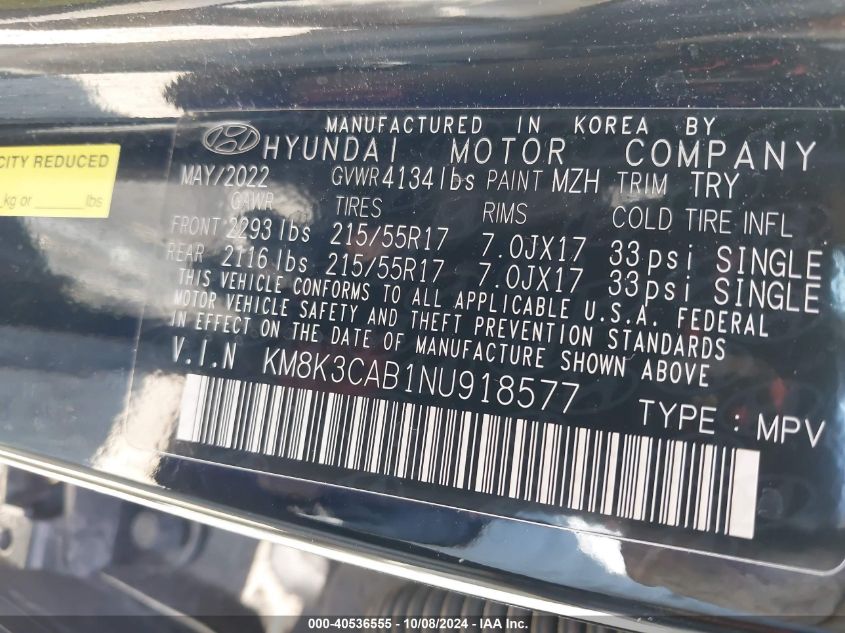 CITY REDUCED
kg or ______ lbs
MANUFACTURED IN KOREA BY
HYUNDAI MOTOR COMPANY
MAY/2022 GVWR 4134 lbs PAINT MZH TRIM TRY
GAWR TIRES RIMS COLD TIRE INFL
FRONT 2293 lbs 215/55R17 7.0JX17 33psi SINGLE
REAR 2116 lbs 215/55R17 7.0JX17 33psi SINGLE
THIS VEHICLE CONFORMS TO ALL APPLICABLE U.S.A. FEDERAL
MOTOR VEHICLE SAFETY AND THEFT PREVENTION STANDARDS
IN EFFECT ON THE DATE OF MANUFACTURE SHOWN ABOVE
V.I.N KM8K3CAB1NU918577 TYPE : MPV
000-40536555 - 10/08/2024 - IAA Holdings, LLC.